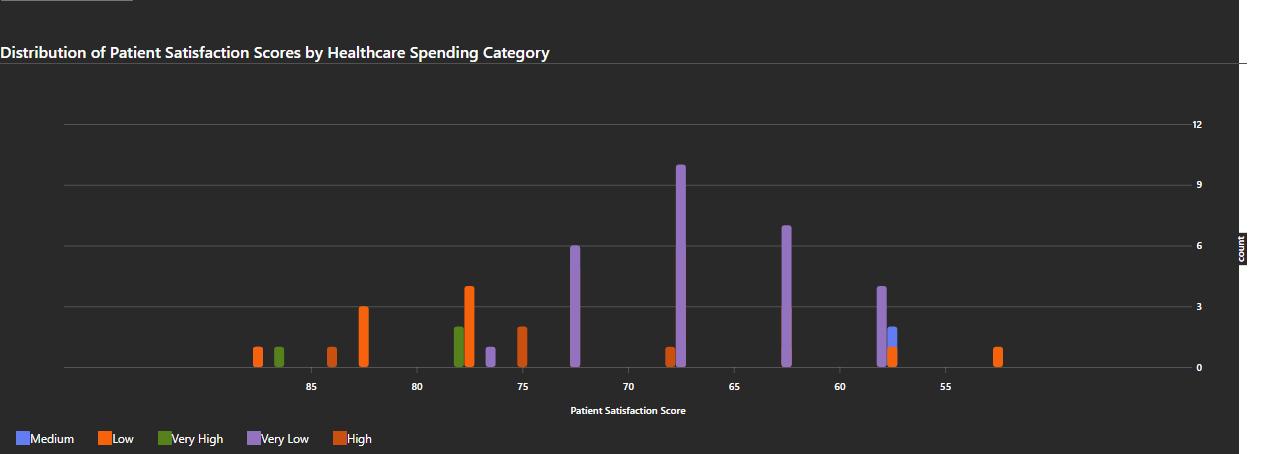 Distribution of Patient Satisfaction Scores by Healthcare Spending Category
12
9
6
3
0
count
85 80 75 70 65 60 55
Patient Satisfaction Score
Medium Low Very High Very Low High